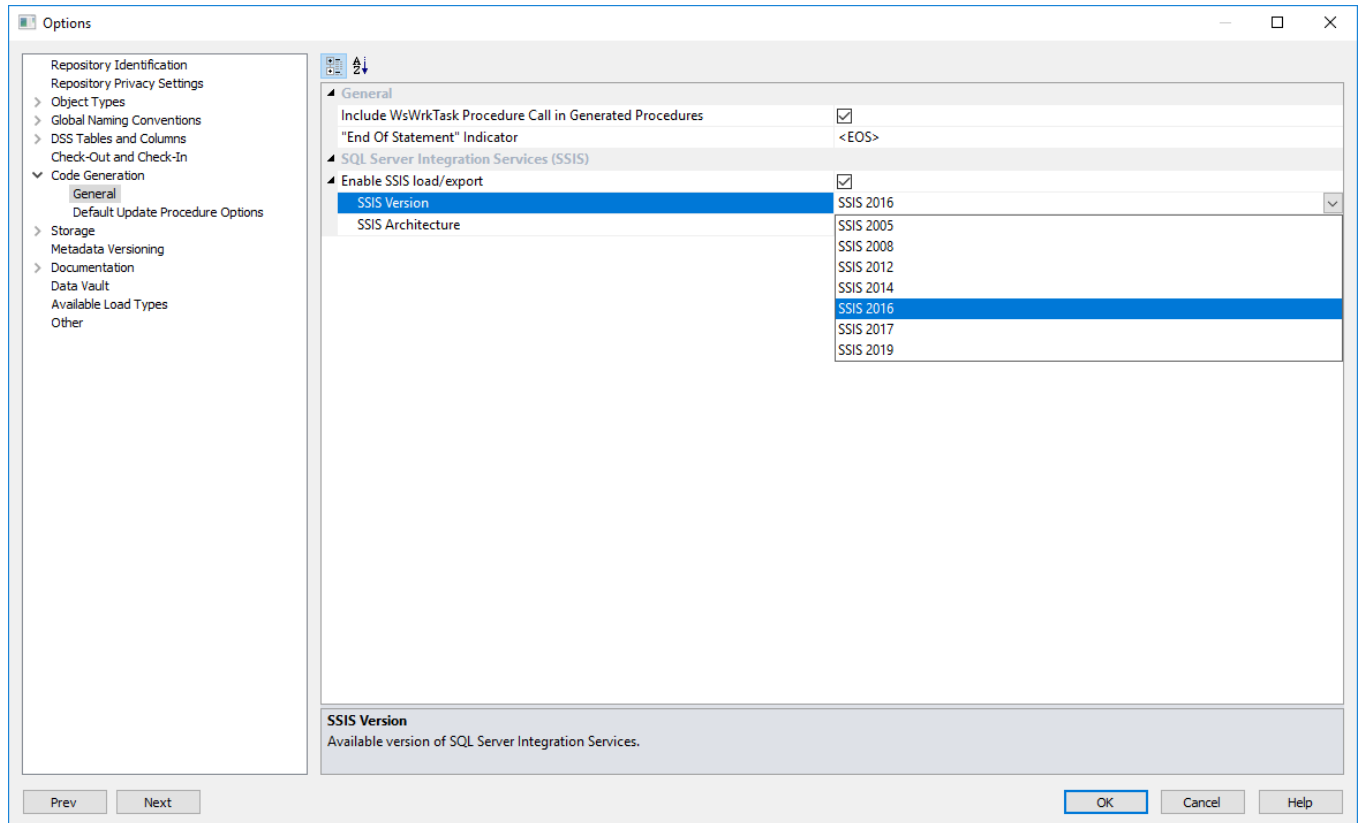 Options
Repository Identification
Repository Privacy Settings
Object Types
Global Naming Conventions
DSS Tables and Columns
Check-Out and Check-In
Code Generation
General
Default Update Procedure Options
Storage
Metadata Versioning
Documentation
Data Vault
Available Load Types
Other
General
Include WsWrkTask Procedure Call in Generated Procedures
"End Of Statement" Indicator <EOS>
SQL Server Integration Services (SSIS)
Enable SSIS load/export
SSIS Version SSIS 2016
SSIS Architecture
SSIS 2005
SSIS 2008
SSIS 2012
SSIS 2014
SSIS 2016
SSIS 2017
SSIS 2019
SSIS Version
Available version of SQL Server Integration Services.
Prev Next OK Cancel Help